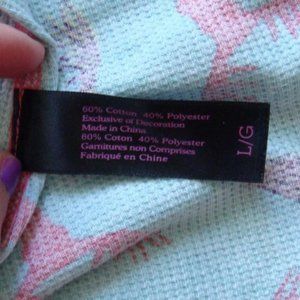 60% Cotton 40% Polyester
Exclusive of Decoration
Made in China
60% Coton 40% Polyester
Garnitures non Comprises
Fabriqué en Chine
L/G